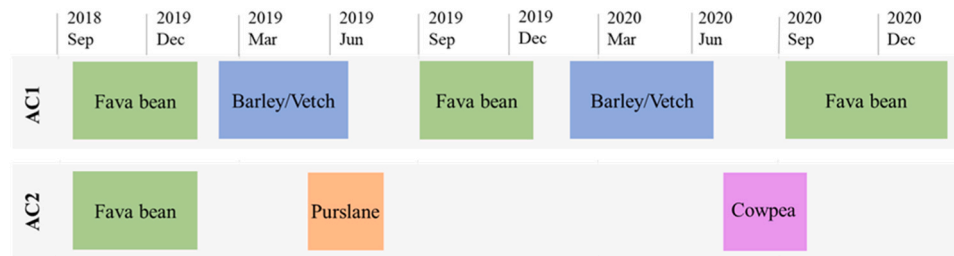 2018 2019 2019 2019 2019 2019 2020 2020 2020 2020
Sep Dec Mar Jun Sep Dec Mar Jun Sep Dec
AC1
Fava bean Barley/Vetch Fava bean Barley/Vetch Fava bean
AC2
Fava bean Purslane Cowpea